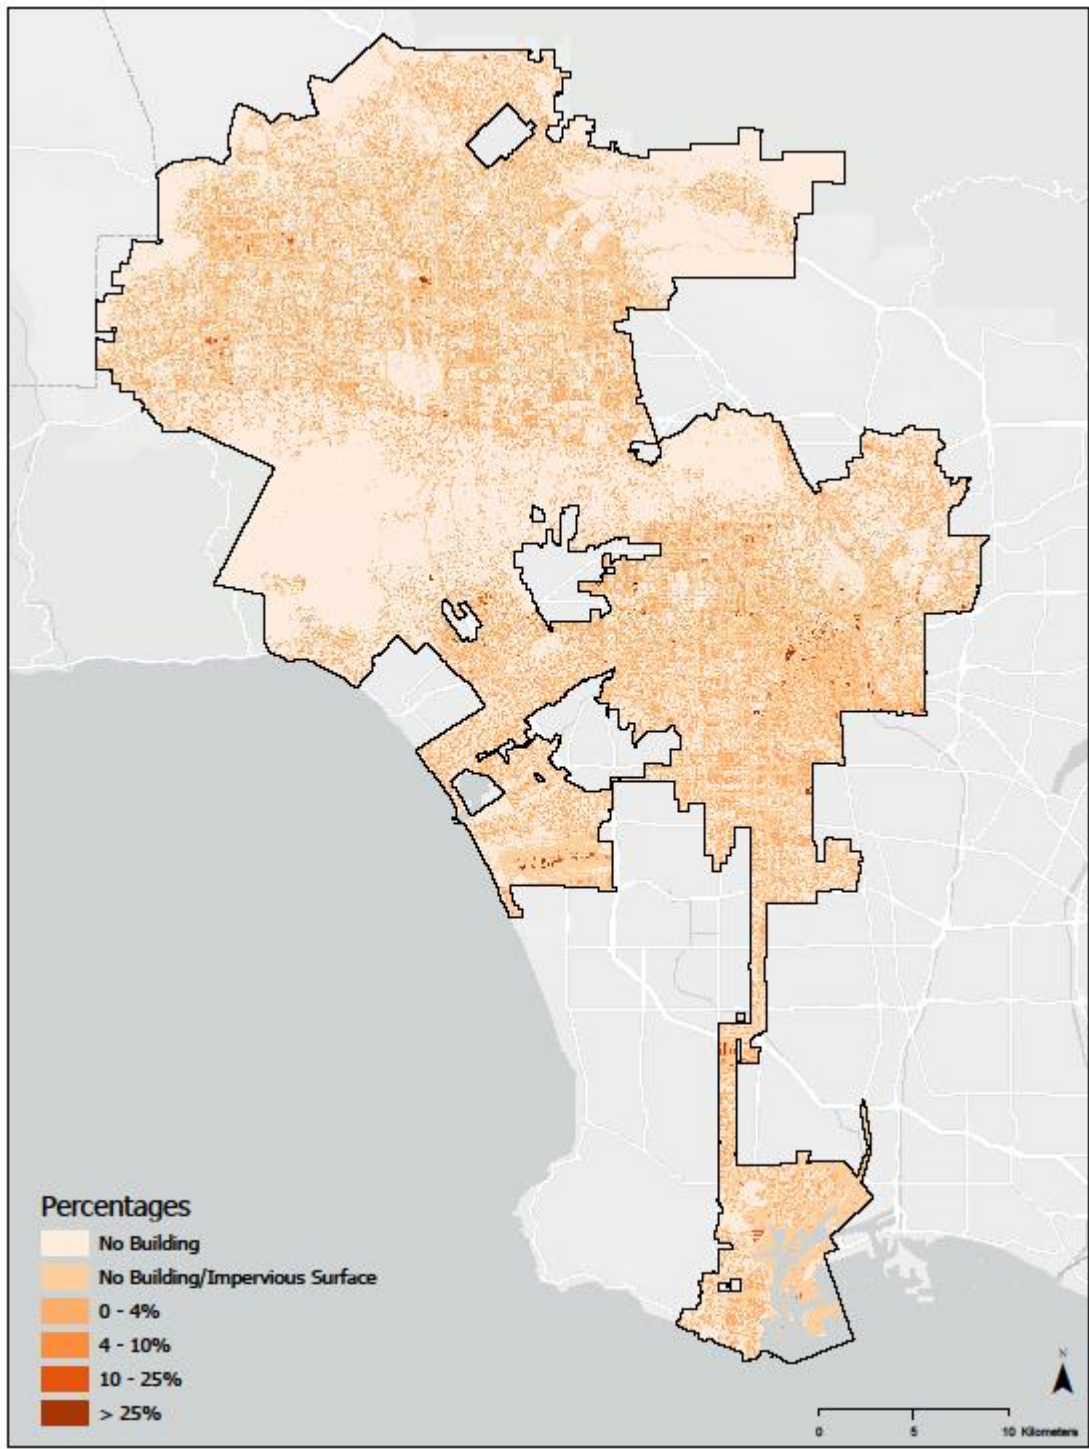 Percentages
No Building
No Building/Impervious Surface
0 - 4%
4 - 10%
10 - 25%
> 25%
N
0 5 10 Kilometers